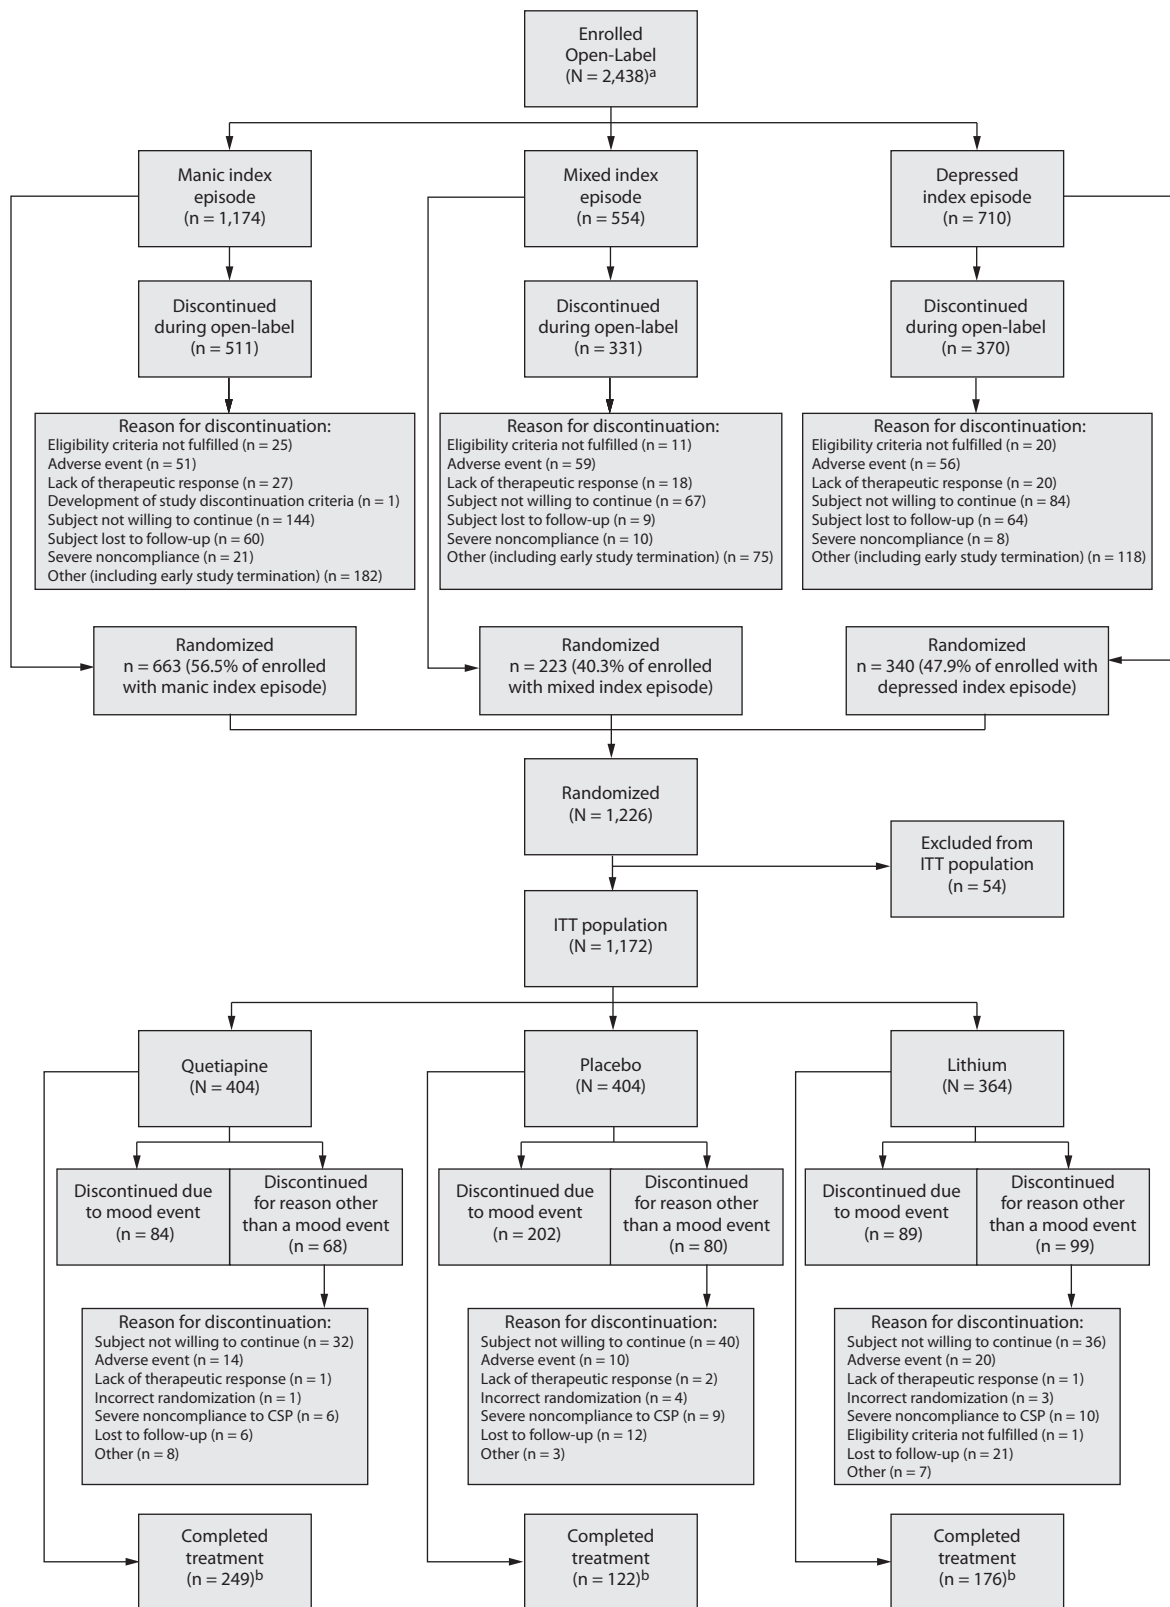 Enrolled
Open-Label
(N = 2,438)a
Manic index
episode
(n = 1,174)
Mixed index
episode
(n = 554)
Depressed
index episode
(n = 710)
Discontinued
during open-label
(n = 511)
Discontinued
during open-label
(n = 331)
Discontinued
during open-label
(n = 370)
Reason for discontinuation:
Eligibility criteria not fulfilled (n = 25)
Adverse event (n = 51)
Lack of therapeutic response (n = 27)
Development of study discontinuation criteria (n = 1)
Subject not willing to continue (n = 144)
Subject lost to follow-up (n = 60)
Severe noncompliance (n = 21)
Other (including early study termination) (n = 182)
Reason for discontinuation:
Eligibility criteria not fulfilled (n = 11)
Adverse event (n = 59)
Lack of therapeutic response (n = 18)
Subject not willing to continue (n = 67)
Subject lost to follow-up (n = 9)
Severe noncompliance (n = 10)
Other (including early study termination) (n = 75)
Reason for discontinuation:
Eligibility criteria not fulfilled (n = 20)
Adverse event (n = 56)
Lack of therapeutic response (n = 20)
Subject not willing to continue (n = 84)
Subject lost to follow-up (n = 64)
Severe noncompliance (n = 8)
Other (including early study termination) (n = 118)
Randomized
n = 663 (56.5% of enrolled
with manic index episode)
Randomized
n = 223 (40.3% of enrolled
with mixed index episode)
Randomized
n = 340 (47.9% of enrolled with
depressed index episode)
Randomized
(N = 1,226)
Excluded from
ITT population
(n = 54)
ITT population
(N = 1,172)
Quetiapine
(N = 404)
Placebo
(N = 404)
Lithium
(N = 364)
Discontinued due
to mood event
(n = 84)
Discontinued
for reason other
than a mood event
(n = 68)
Discontinued due
to mood event
(n = 202)
Discontinued
for reason other
than a mood event
(n = 80)
Discontinued due
to mood event
(n = 89)
Discontinued
for reason other
than a mood event
(n = 99)
Reason for discontinuation:
Subject not willing to continue (n = 32)
Adverse event (n = 14)
Lack of therapeutic response (n = 1)
Incorrect randomization (n = 1)
Severe noncompliance to CSP (n = 6)
Lost to follow-up (n = 6)
Other (n = 8)
Reason for discontinuation:
Subject not willing to continue (n = 40)
Adverse event (n = 10)
Lack of therapeutic response (n = 2)
Incorrect randomization (n = 4)
Severe noncompliance to CSP (n = 9)
Lost to follow-up (n = 12)
Other (n = 3)
Reason for discontinuation:
Subject not willing to continue (n = 36)
Adverse event (n = 20)
Lack of therapeutic response (n = 1)
Incorrect randomization (n = 3)
Severe noncompliance to CSP (n = 10)
Eligibility criteria not fulfilled (n = 1)
Lost to follow-up (n = 21)
Other (n = 7)
Completed
treatment
(n = 249)b
Completed
treatment
(n = 122)b
Completed
treatment
(n = 176)b